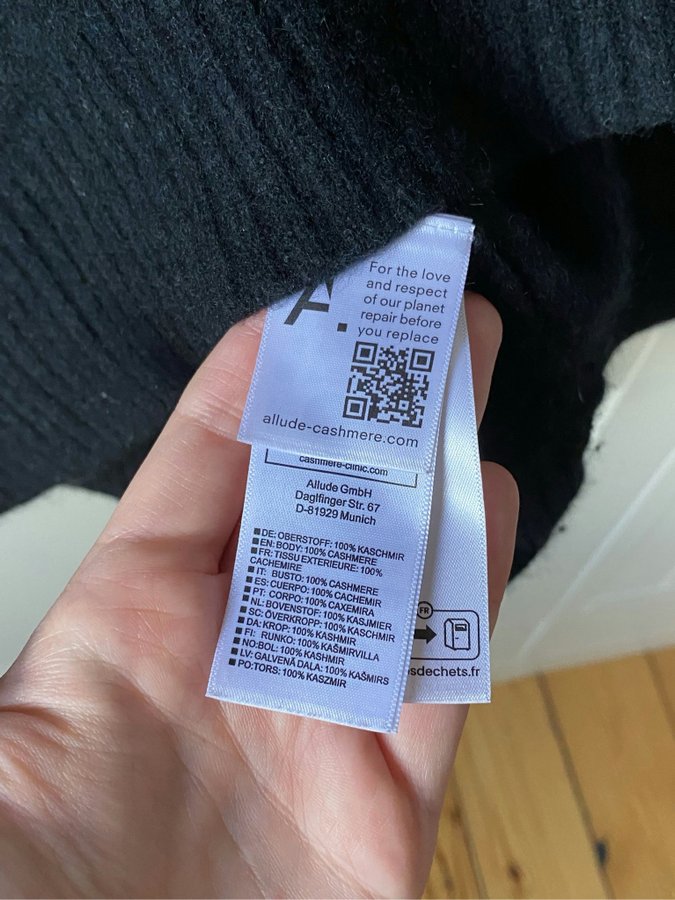 A.
For the love
and respect
of our planet
repair before
you replace
allude-cashmere.com
cashmere-clinic.com
Allude GmbH
Daglfinger Str. 67
D-81929 Munich
DE: OBERSTOFF: 100% KASCHMIR
EN: BODY: 100% CASHMERE
FR: TISSU EXTERIEURE: 100%
CACHEMIRE
IT: BUSTO: 100% CASHMERE
ES: CUERPO: 100% CACHEMIR
PT: CORPO: 100% CAXEMIRA
NL: BOVENSTOF: 100% KASJMIER
SC: ÖVERKROPP: 100% KASCHMIR
DA: KROP: 100% KASHMIR
FI: RUNKO: 100% KAŠMIRVILLA
NO:BOL: 100% KASHMIR
LV: GALVENĀ DAĻA: 100% KAŠMIRS
PO:TORS: 100% KASZMIR
FR
sdechets.fr